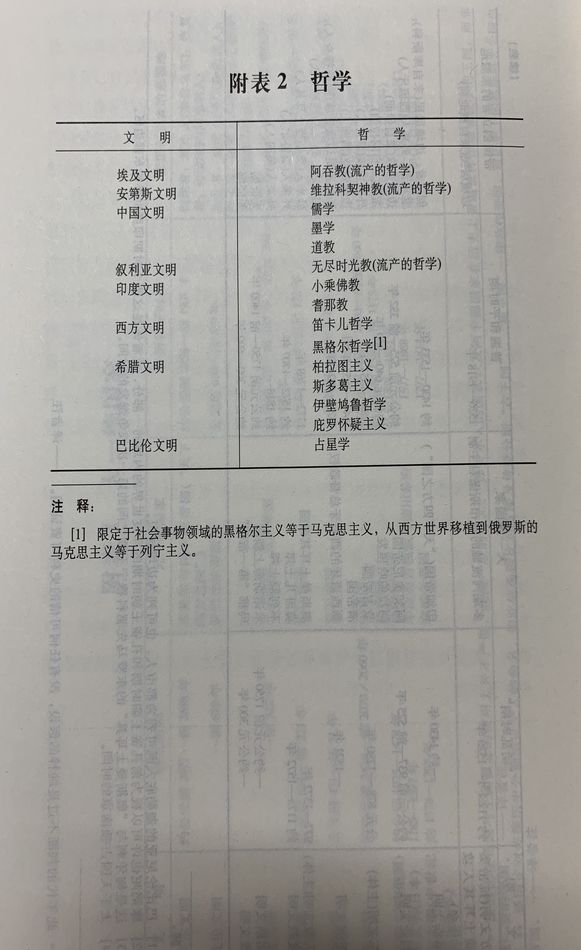 附表 2 哲学
文 明 哲 学
埃及文明 阿吞教(流产的哲学)
安第斯文明 维拉科契神教(流产的哲学)
中国文明 儒学
墨学
道教
叙利亚文明 无尽时光教(流产的哲学)
印度文明 小乘佛教
耆那教
西方文明 笛卡儿哲学
黑格尔哲学[1]
希腊文明 柏拉图主义
斯多葛主义
伊壁鸠鲁哲学
庇罗怀疑主义
巴比伦文明 占星学
注 释：
[1] 限定于社会事物领域的黑格尔主义等于马克思主义，从西方世界移植到俄罗斯的
马克思主义等于列宁主义。